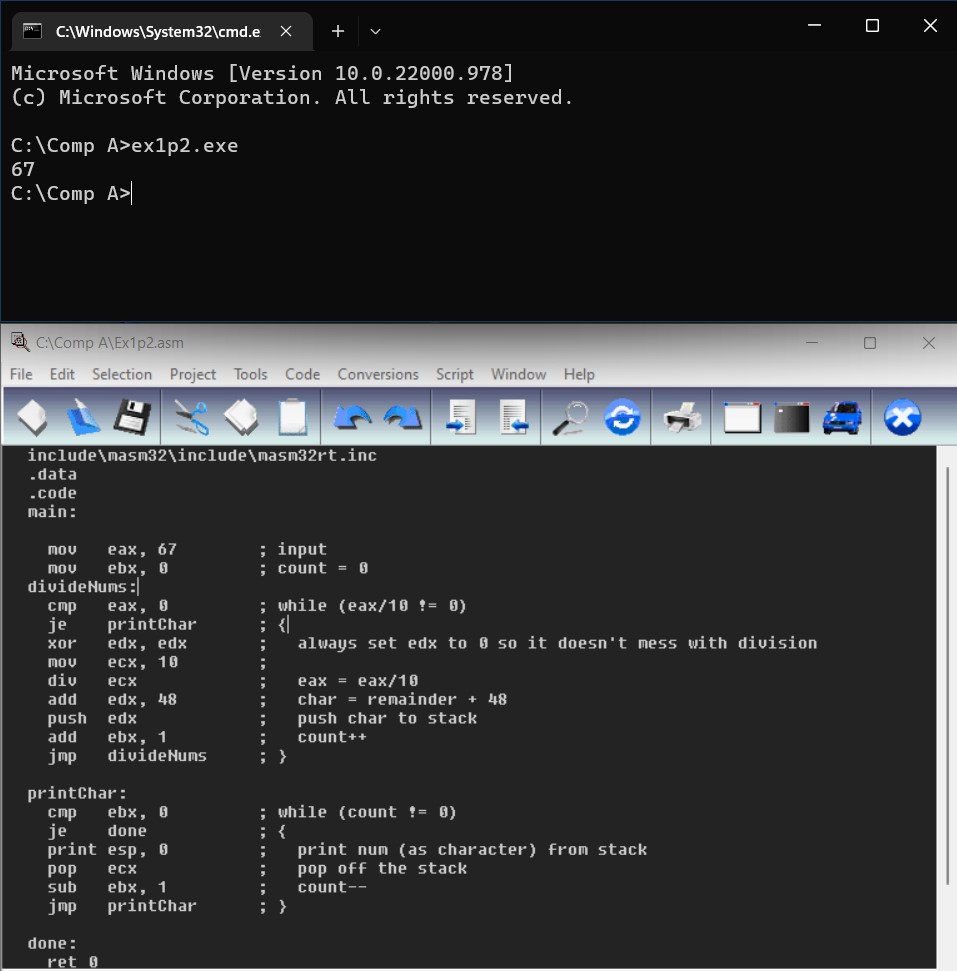 C:\Windows\System32\cmd.e
Microsoft Windows [Version 10.0.22000.978]
(c) Microsoft Corporation. All rights reserved.
C:\Comp A>ex1p2.exe
67
C:\Comp A>
C:\Comp A\Ex1p2.asm
File Edit Selection Project Tools Code Conversions Script Window Help
include\masm32\include\masm32rt.inc
.data
.code
main:
mov eax, 67 ; input
mov ebx, 0 ; count = 0
divideNums:
cmp eax, 0 ; while (eax/10 != 0)
je printChar ; {
xor edx, edx ; always set edx to 0 so it doesn't mess with division
mov ecx, 10 ;
div ecx ; eax = eax/10
add edx, 48 ; char = remainder + 48
push edx ; push char to stack
add ebx, 1 ; count++
jmp divideNums ; }
printChar:
cmp ebx, 0 ; while (count != 0)
je done ; {
print esp, 0 ; print num (as character) from stack
pop ecx ; pop off the stack
sub ebx, 1 ; count--
jmp printChar ; }
done:
ret 0